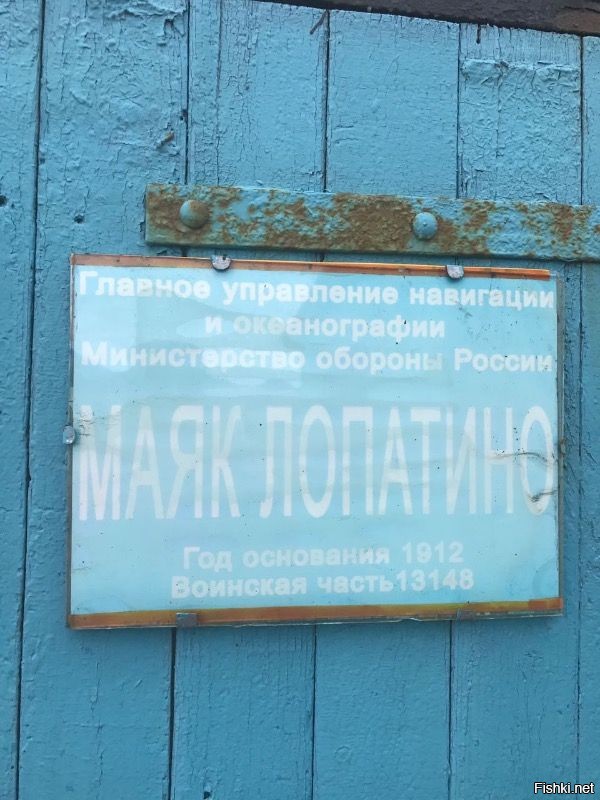 Главное управление навигации
и океанографии
Министерство обороны России
МАЯК ЛОПАТИНО
Год основания 1912
Воинская часть13148
Fishki.net